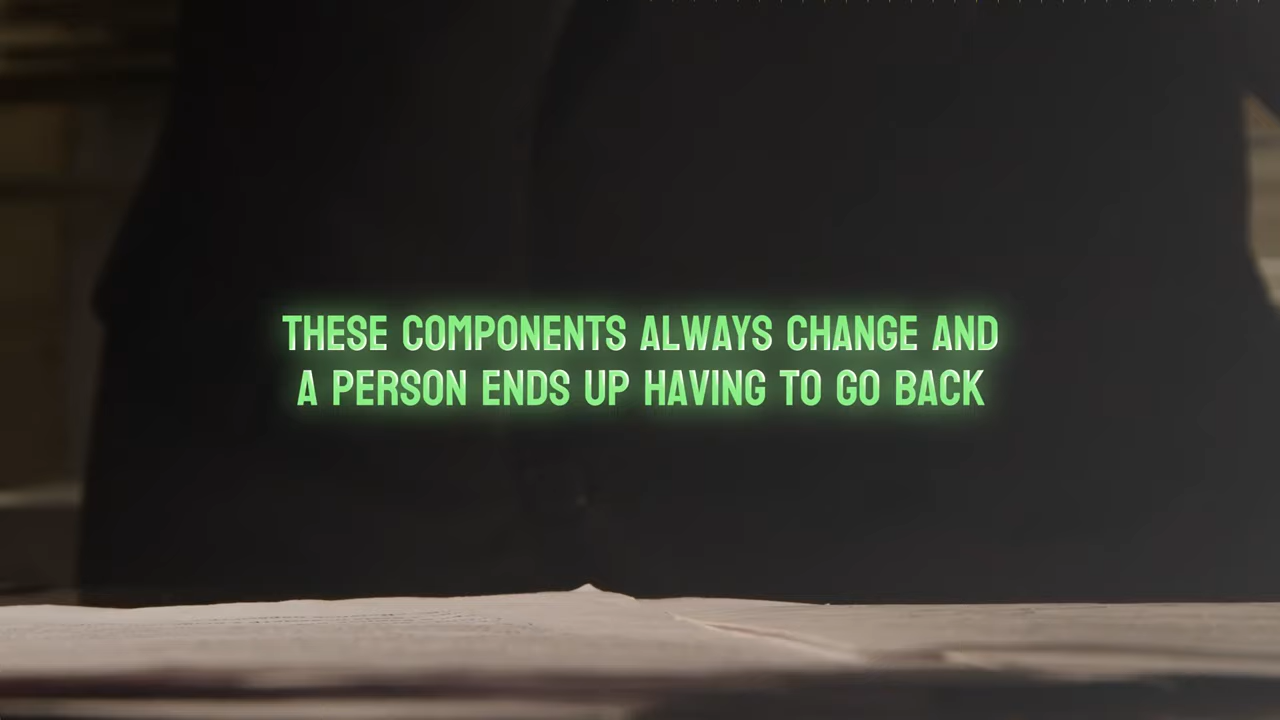 THESE COMPONENTS ALWAYS CHANGE AND
A PERSON ENDS UP HAVING TO GO BACK